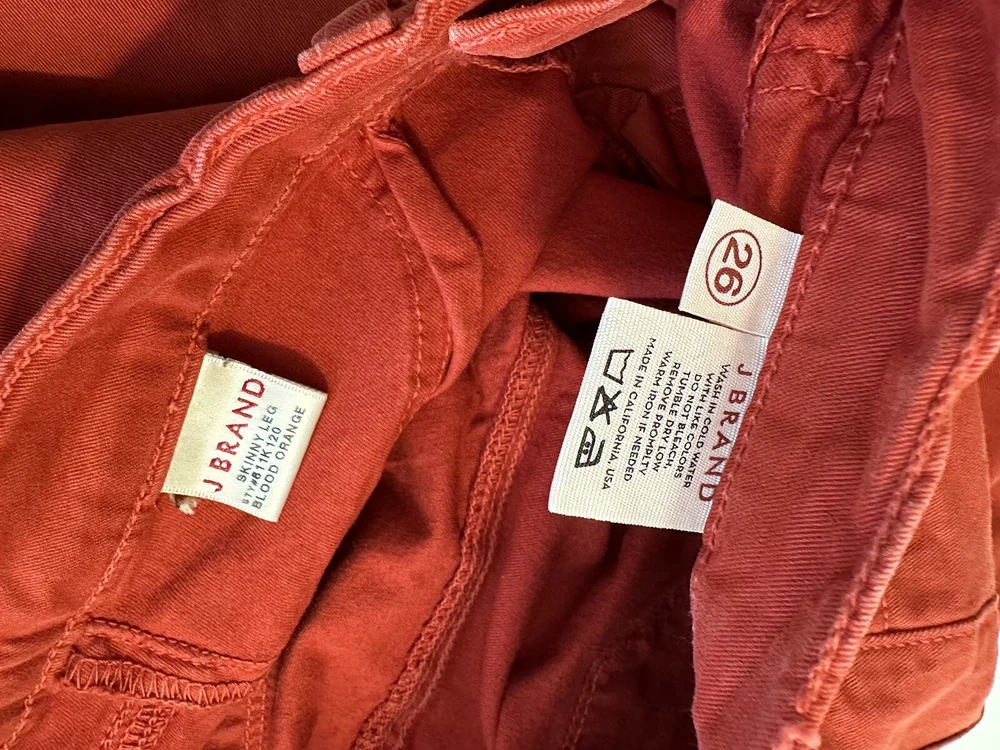 J BRAND
SKINNY LEG
STY#811K120
BLOOD ORANGE
26
J BRAND
WASH IN COLD WATER
WITH LIKE COLORS
DO NOT BLEACH,
TUMBLE DRY LOW
REMOVE PROMPLTY
WARM IRON IF NEEDED
MADE IN CALIFORNIA, USA